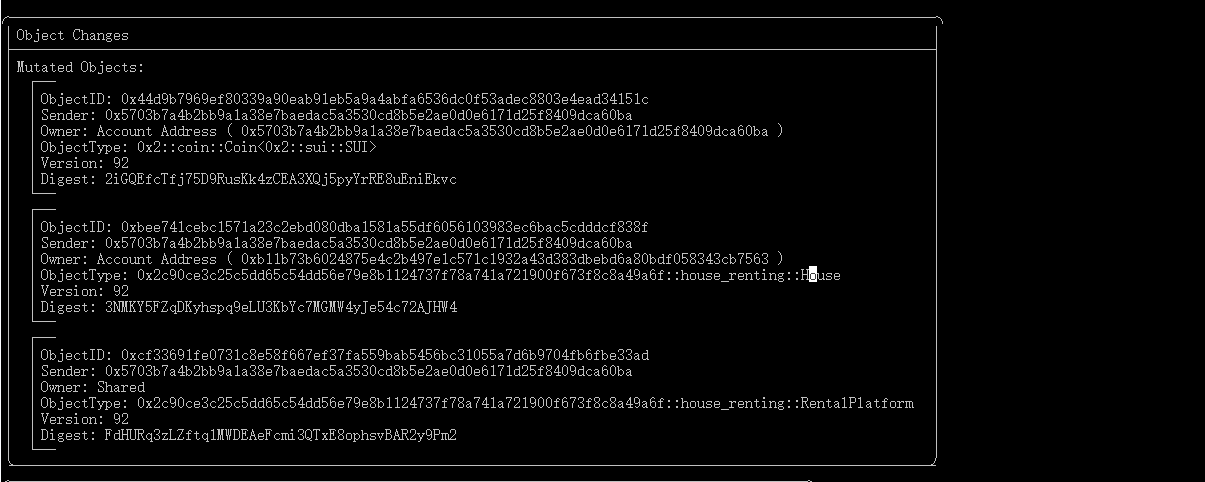 Object Changes
Mutated Objects:
ObjectID: 0x44d9b7969ef80339a90eab91eb5a9a4abfa6536dc0f53adec8803e4ead34151c
Sender: 0x5703b7a4b2bb9a1a38e7baedac5a3530cd8b5e2ae0d0e6171d25f8409dca60ba
Owner: Account Address ( 0x5703b7a4b2bb9a1a38e7baedac5a3530cd8b5e2ae0d0e6171d25f8409dca60ba )
ObjectType: 0x2::coin::Coin<0x2::sui::SUI>
Version: 92
Digest: 2iGQEfcTfj75D9RusKk4zCEA3XQj5pyYrRE8uEniEkvc
ObjectID: 0xbee741cebc1571a23c2ebd080dba1581a55df6056103983ec6bac5cdddcf838f
Sender: 0x5703b7a4b2bb9a1a38e7baedac5a3530cd8b5e2ae0d0e6171d25f8409dca60ba
Owner: Account Address ( 0xb11b73b6024875e4c2b497e1c571c1932a43d383dbebd6a80bdf058343cb7563 )
ObjectType: 0x2c90ce3c25c5dd65c54dd56e79e8b1124737f78a741a721900f673f8c8a49a6f::house_renting::House
Version: 92
Digest: 3NMKY5FZqDKyhspq9eLU3KbYc7MGMW4yJe54c72AJHW4
ObjectID: 0xcf33691fe0731c8e58f667ef37fa559bab5456bc31055a7d6b9704fb6fbe33ad
Sender: 0x5703b7a4b2bb9a1a38e7baedac5a3530cd8b5e2ae0d0e6171d25f8409dca60ba
Owner: Shared
ObjectType: 0x2c90ce3c25c5dd65c54dd56e79e8b1124737f78a741a721900f673f8c8a49a6f::house_renting::RentalPlatform
Version: 92
Digest: FdHURq3zLZftq1MWDEAeFcmi3QTxE8ophsvBAR2y9Pm2